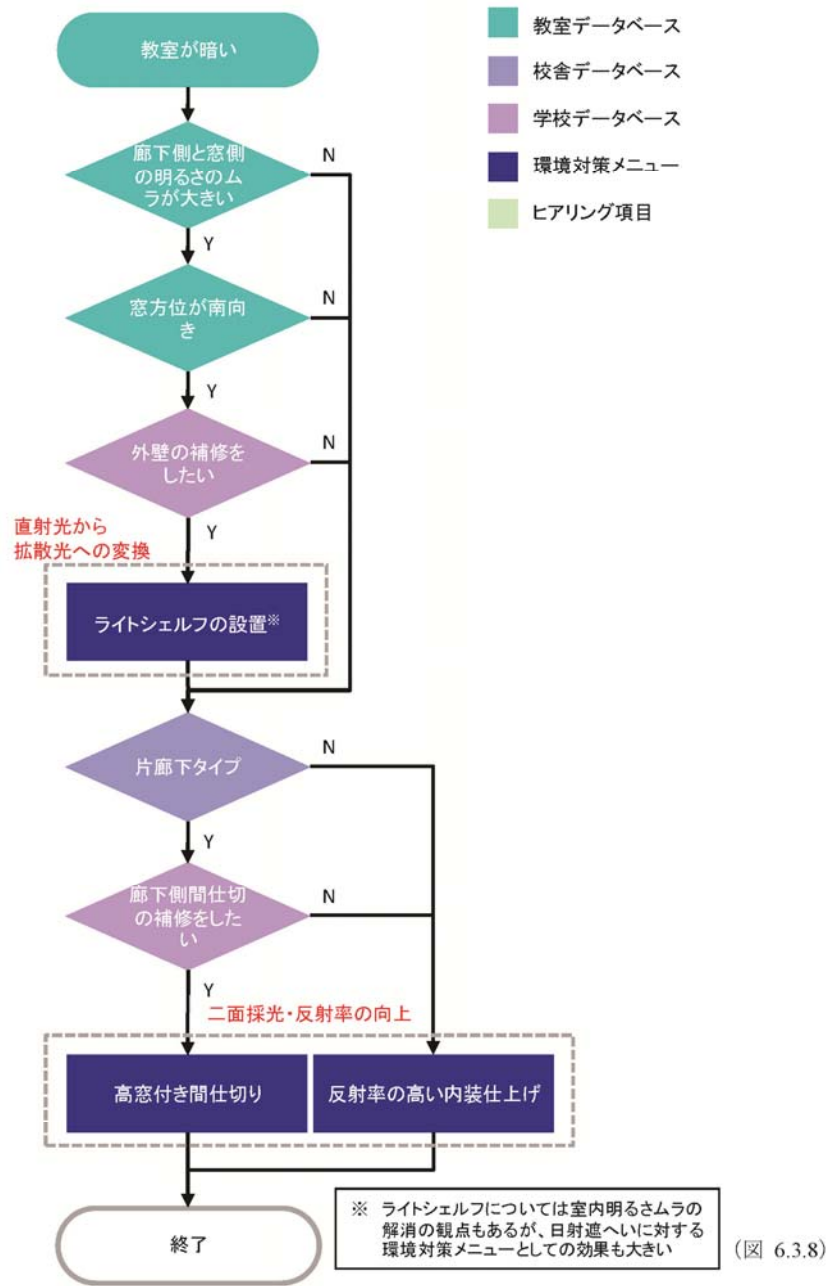 教室が暗い
教室データベース
校舎データベース
学校データベース
環境対策メニュー
ヒアリング項目
廊下側と窓側
の明るさのム
ラが大きい
N
Y
窓方位が南向
き
N
Y
外壁の補修を
したい
N
Y
直射光から
拡散光への変換
ライトシェルフの設置※
片廊下タイプ
N
Y
廊下側間仕切
の補修をした
い
N
Y
二面採光・反射率の向上
高窓付き間仕切り
反射率の高い内装仕上げ
終了
※ ライトシェルフについては室内明るさムラの
解消の観点もあるが、日射遮へいに対する
環境対策メニューとしての効果も大きい
(図 6.3.8)